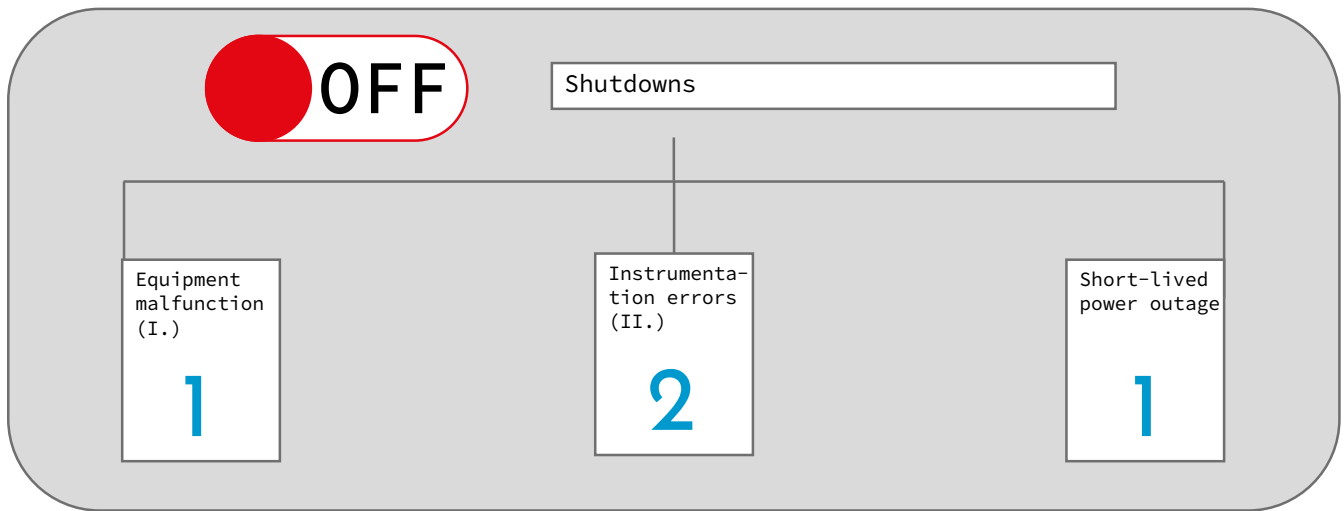 OFF
Shutdowns
Equipment
malfunction
(I.)
1
Instrumenta-
tion errors
(II.)
2
Short-lived
power outage
1